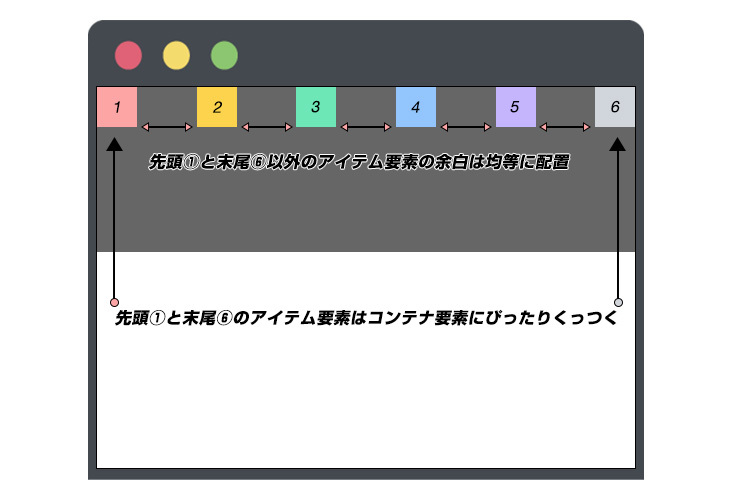 1 2 3 4 5 6
先頭①と末尾⑥以外のアイテム要素の余白は均等に配置
先頭①と末尾⑥のアイテム要素はコンテナ要素にぴったりくっつく